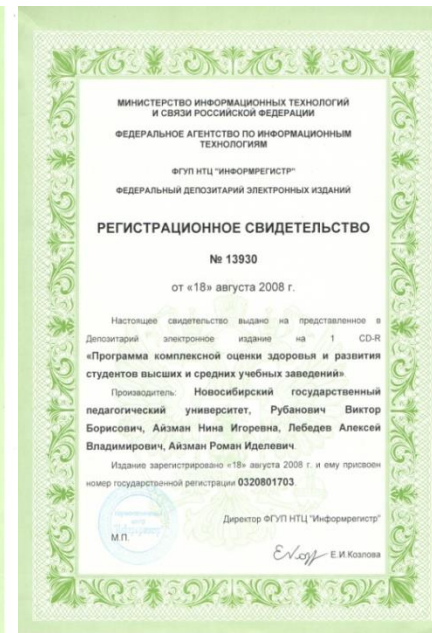 МИНИСТЕРСТВО ИНФОРМАЦИОННЫХ ТЕХНОЛОГИЙ
И СВЯЗИ РОССИЙСКОЙ ФЕДЕРАЦИИ
ФЕДЕРАЛЬНОЕ АГЕНТСТВО ПО ИНФОРМАЦИОННЫМ
ТЕХНОЛОГИЯМ
ФГУП НТЦ "ИНФОРМРЕГИСТР"
ФЕДЕРАЛЬНЫЙ ДЕПОЗИТАРИЙ ЭЛЕКТРОННЫХ ИЗДАНИЙ
РЕГИСТРАЦИОННОЕ СВИДЕТЕЛЬСТВО
№ 13930
от «18» августа 2008 г.
Настоящее свидетельство выдано на представленное в
Депозитарий электронное издание на 1 CD-R
«Программа комплексной оценки здоровья и развития
студентов высших и средних учебных заведений».
Производитель: Новосибирский государственный
педагогический университет, Рубанович Виктор
Борисович, Айзман Нина Игоревна, Лебедев Алексей
Владимирович, Айзман Роман Иделевич.
Издание зарегистрировано «18» августа 2008 г. и ему присвоен
номер государственной регистрации 0320801703.
Директор ФГУП НТЦ "Информрегистр"
М.П.
Е.И.Козлова